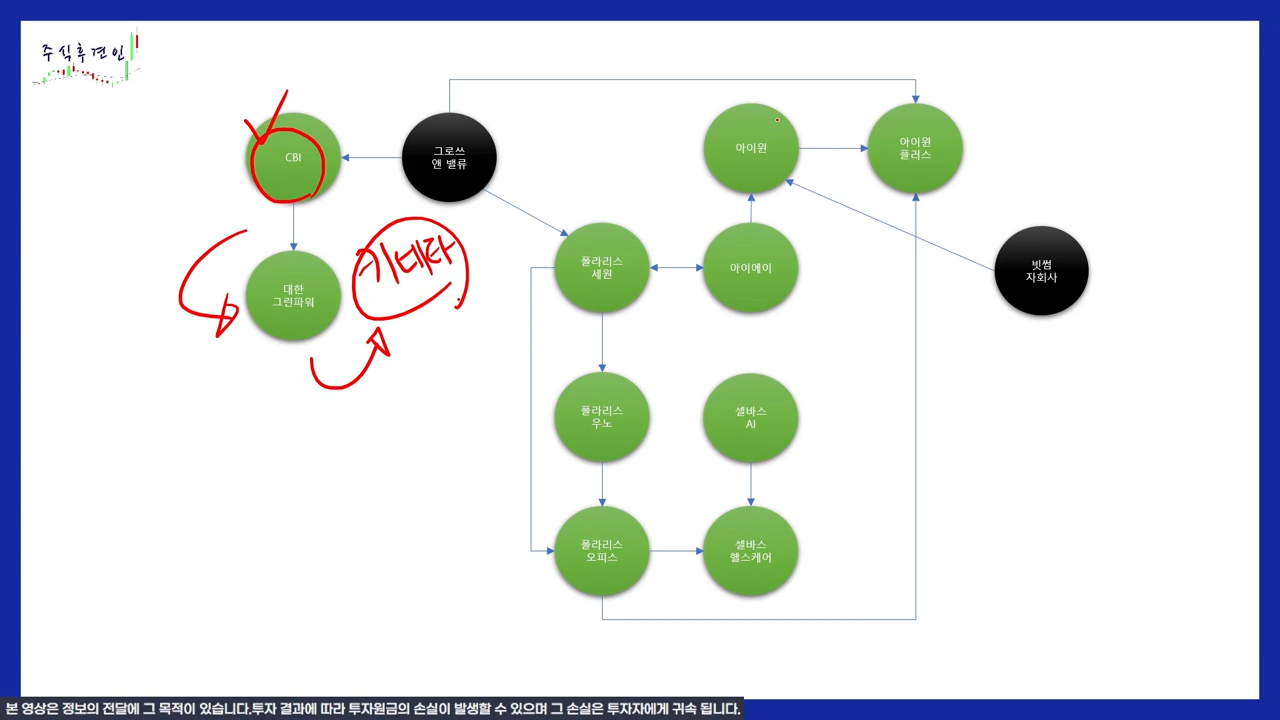 주식후견인
CBI
그로쓰
앤 밸류
아이윈
아이윈
플러스
대한
그린파워
키네타
폴라리스
세원
아이에이
빗썸
자회사
폴라리스
우노
셀바스
AI
폴라리스
오피스
셀바스
헬스케어
본 영상은 정보의 전달에 그 목적이 있습니다.투자 결과에 따라 투자원금의 손실이 발생할 수 있으며 그 손실은 투자자에게 귀속 됩니다.